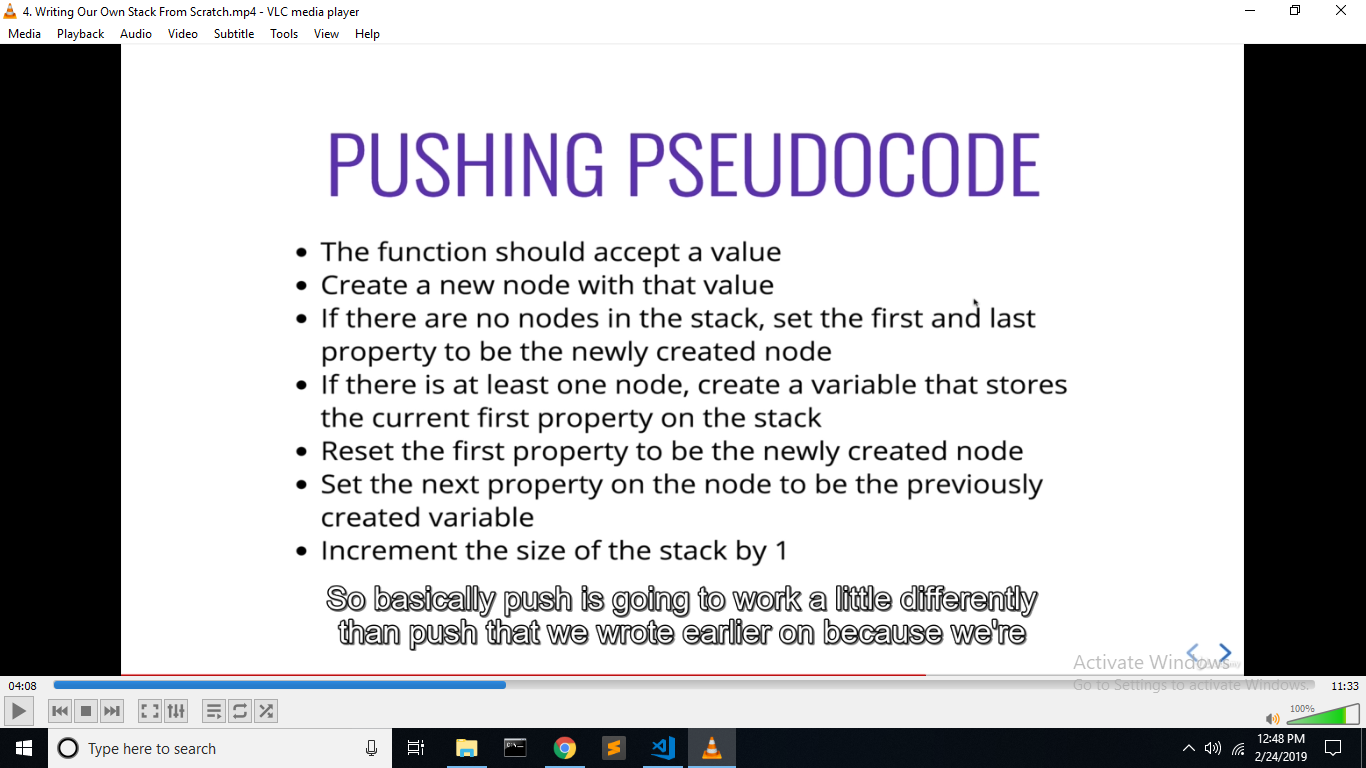 4. Writing Our Own Stack From Scratch.mp4 - VLC media player
Media Playback Audio Video Subtitle Tools View Help
PUSHING PSEUDOCODE
• The function should accept a value
• Create a new node with that value
• If there are no nodes in the stack, set the first and last
property to be the newly created node
• If there is at least one node, create a variable that stores
the current first property on the stack
• Reset the first property to be the newly created node
• Set the next property on the node to be the previously
created variable
• Increment the size of the stack by 1
So basically push is going to work a little differently
than push that we wrote earlier on because we're
Activate Windows
Go to Settings to activate Windows.
04:08
11:33
100%
Type here to search
12:48 PM
2/24/2019